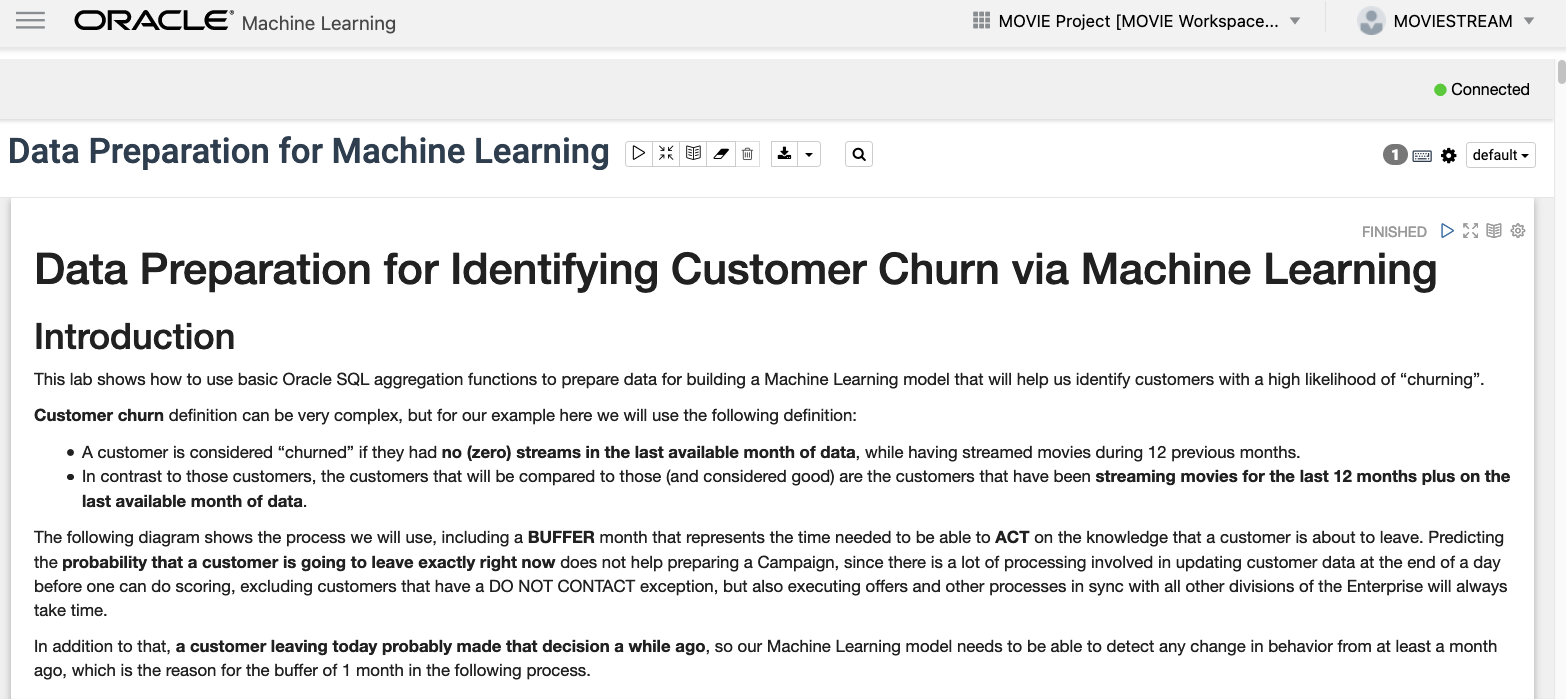 ORACLE® Machine Learning
MOVIE Project [MOVIE Workspace...
MOVIESTREAM
Connected
Data Preparation for Machine Learning
1
default
FINISHED
Data Preparation for Identifying Customer Churn via Machine Learning
Introduction
This lab shows how to use basic Oracle SQL aggregation functions to prepare data for building a Machine Learning model that will help us identify customers with a high likelihood of “churning”.
Customer churn definition can be very complex, but for our example here we will use the following definition:
• A customer is considered “churned” if they had no (zero) streams in the last available month of data, while having streamed movies during 12 previous months.
• In contrast to those customers, the customers that will be compared to those (and considered good) are the customers that have been streaming movies for the last 12 months plus on the
last available month of data.
The following diagram shows the process we will use, including a BUFFER month that represents the time needed to be able to ACT on the knowledge that a customer is about to leave. Predicting
the probability that a customer is going to leave exactly right now does not help preparing a Campaign, since there is a lot of processing involved in updating customer data at the end of a day
before one can do scoring, excluding customers that have a DO NOT CONTACT exception, but also executing offers and other processes in sync with all other divisions of the Enterprise will always
take time.
In addition to that, a customer leaving today probably made that decision a while ago, so our Machine Learning model needs to be able to detect any change in behavior from at least a month
ago, which is the reason for the buffer of 1 month in the following process.